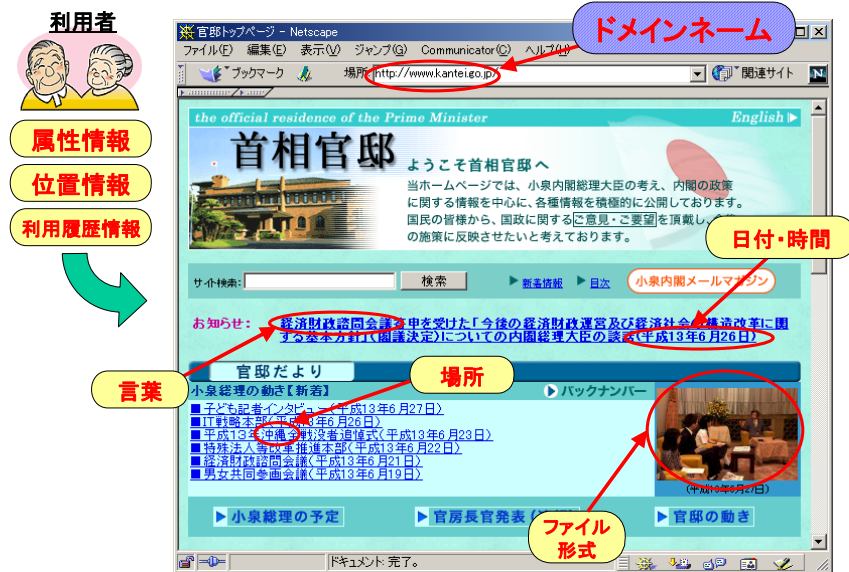 利用者
属性情報
位置情報
利用履歴情報
官邸トップページ - Netscape
ドメインネーム
ファイル(F) 編集(E) 表示(V) ジャンプ(G) Communicator(C) ヘルプ(H)
ブックマーク 場所 http://www.kantei.go.jp/ 関連サイト
the official residence of the Prime Minister English
首相官邸
ようこそ首相官邸へ
当ホームページでは、小泉内閣総理大臣の考え、内閣の政策
に関する情報を中心に、各種情報を積極的に公開しております。
国民の皆様から、国政に関するご意見・ご要望を頂戴し、
の施策に反映させたいと考えております。
日付・時間
サイト検索: 検索 新着情報 目次 小泉内閣メールマガジン
お知らせ: 経済財政諮問会議答申を受けた「今後の経済財政運営及び経済社会の構造改革に関
する基本方針」(閣議決定)についての内閣総理大臣の談話(平成13年6月26日)
言葉
場所
官邸だより
小泉総理の動き【新着】 バックナンバー
■子ども記者インタビュー(平成13年6月27日)
■IT戦略本部(平成13年6月26日)
■平成13年沖縄全戦没者追悼式(平成13年6月23日)
■特殊法人等改革推進本部(平成13年6月22日)
■経済財政諮問会議(平成13年6月21日)
■男女共同参画会議(平成13年6月19日)
(平成13年6月27日)
小泉総理の予定 官房長官発表 官邸の動き
ファイル
形式
ドキュメント: 完了。